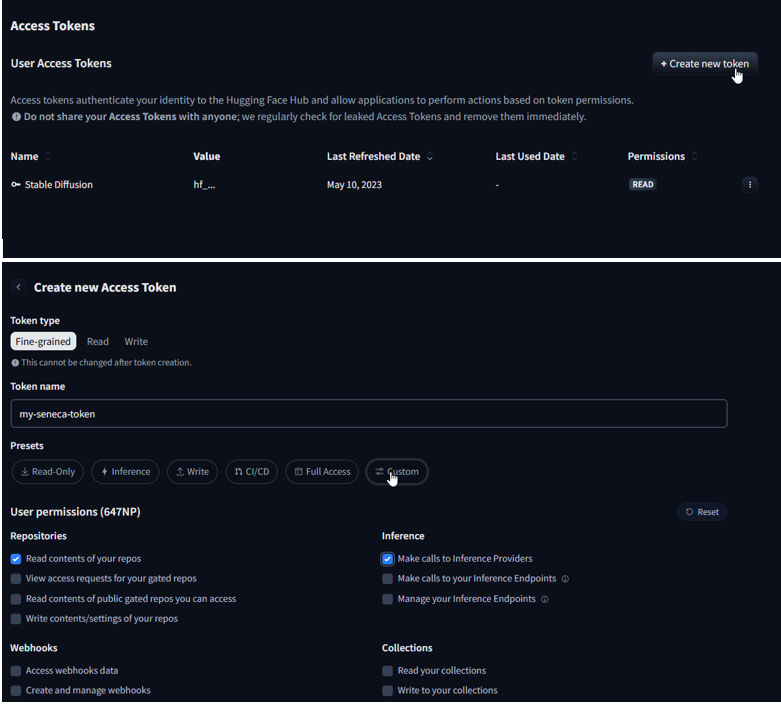 Access Tokens
User Access Tokens
+ Create new token
Access tokens authenticate your identity to the Hugging Face Hub and allow applications to perform actions based on token permissions.
Do not share your Access Tokens with anyone; we regularly check for leaked Access Tokens and remove them immediately.
Name Value Last Refreshed Date Last Used Date Permissions
Stable Diffusion hf_... May 10, 2023 - READ
Create new Access Token
Token type
Fine-grained Read Write
This cannot be changed after token creation.
Token name
my-seneca-token
Presets
Read-Only Inference Write CI/CD Full Access Custom
User permissions (647NP) Reset
Repositories Inference
Read contents of your repos Make calls to Inference Providers
View access requests for your gated repos Make calls to your Inference Endpoints
Read contents of public gated repos you can access Manage your Inference Endpoints
Write contents/settings of your repos
Webhooks Collections
Access webhooks data Read your collections
Create and manage webhooks Write to your collections